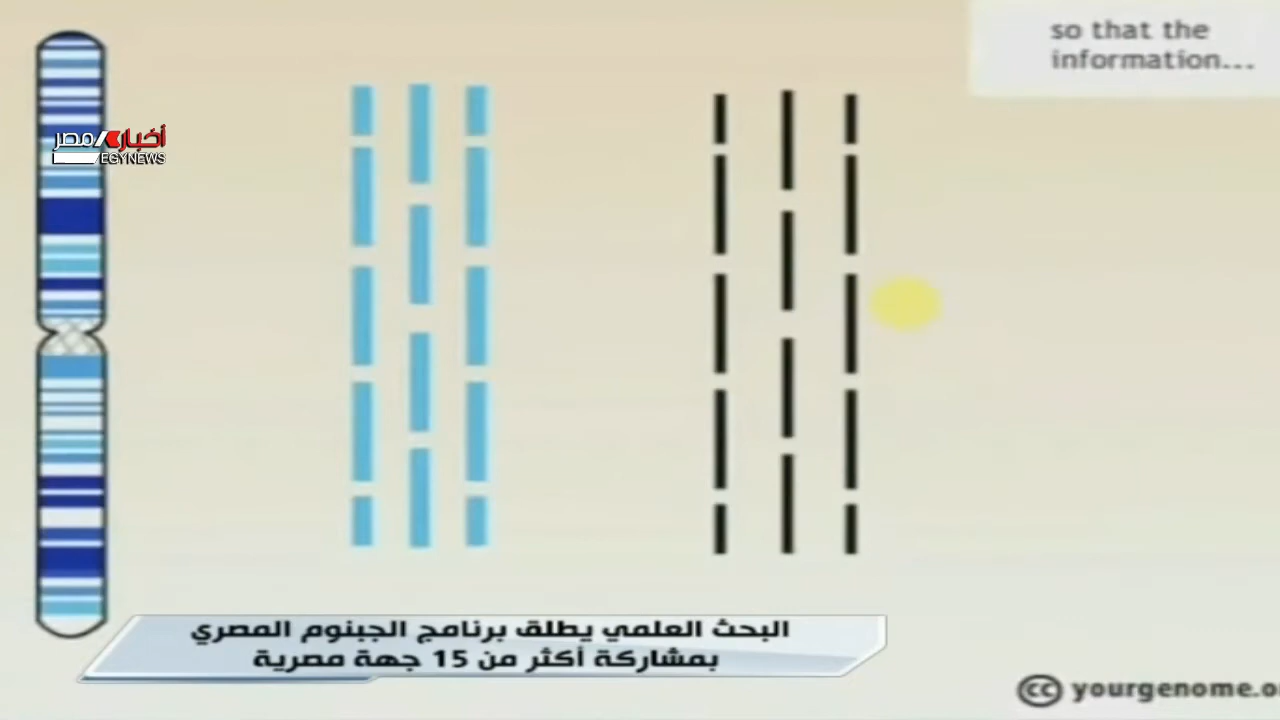 so that the
information...
أخبار مصر
EGYNEWS
البحث العلمي يطلق برنامج الجينوم المصري
بمشاركة أكثر من 15 جهة مصرية
cc yourgenome.o